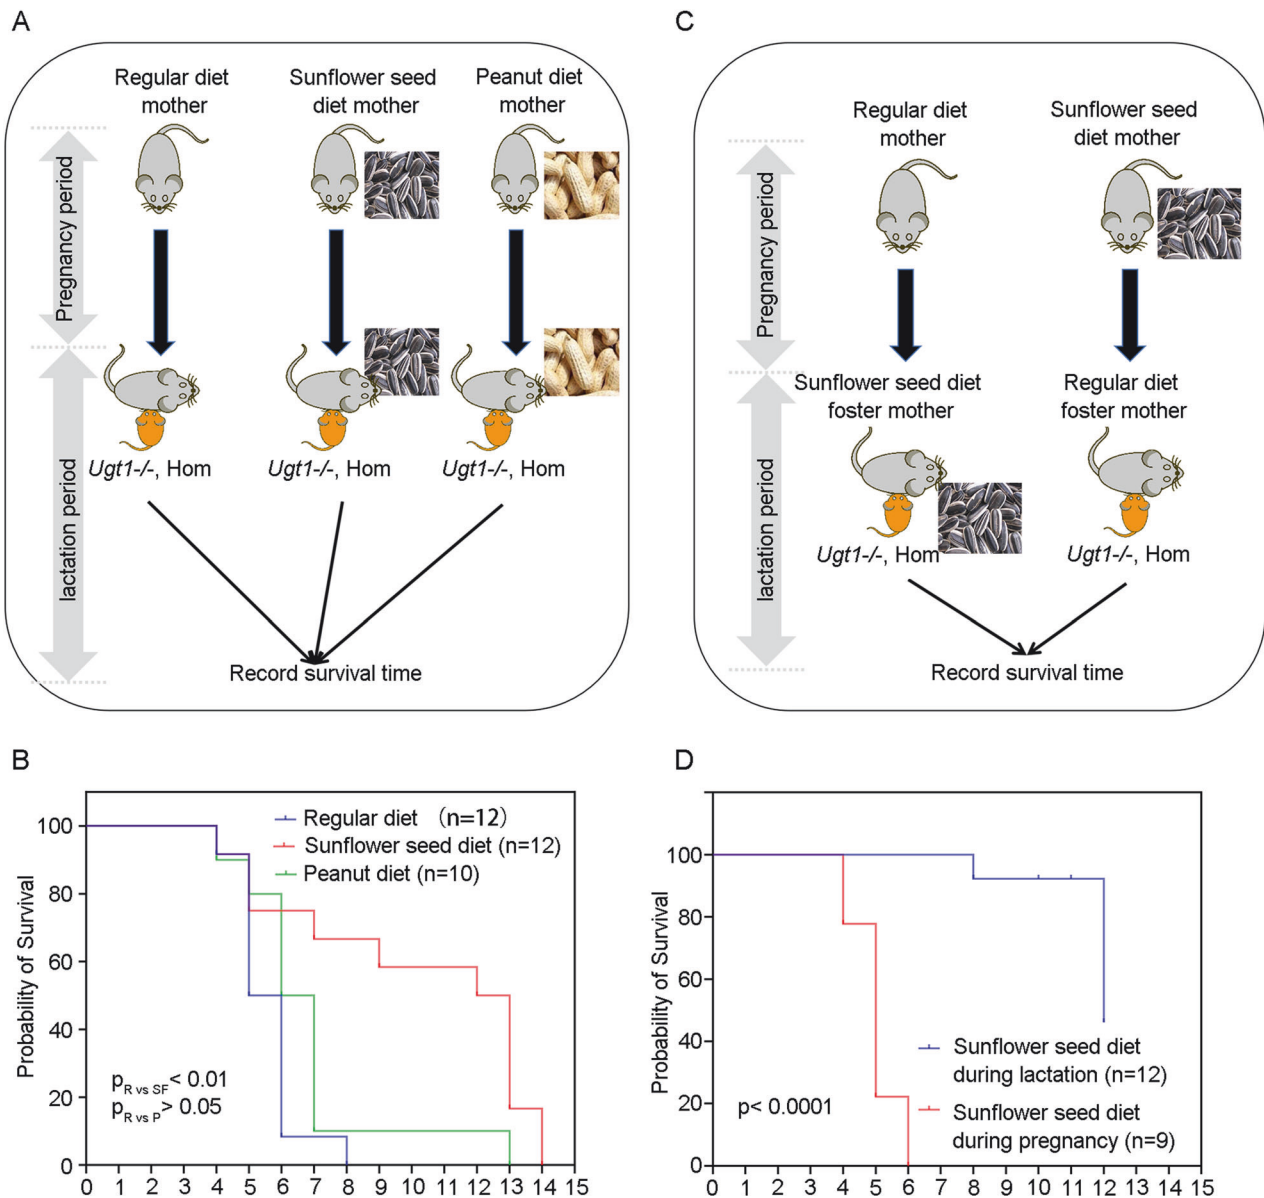 A
Regular diet
mother
Sunflower seed
diet mother
Peanut diet
mother
Pregnancy period
lactation period
Ugt1-/-, Hom
Ugt1-/-, Hom
Ugt1-/-, Hom
Record survival time
C
Regular diet
mother
Sunflower seed
diet mother
Pregnancy period
Sunflower seed diet
foster mother
Regular diet
foster mother
lactation period
Ugt1-/-, Hom
Ugt1-/-, Hom
Record survival time
B
Probability of Survival
100
80
60
40
20
0
Regular diet (n=12)
Sunflower seed diet (n=12)
Peanut diet (n=10)
pR vs SF< 0.01
pR vs P> 0.05
0 1 2 3 4 5 6 7 8 9 10 11 12 13 14 15
D
Probability of Survival
100
80
60
40
20
0
Sunflower seed diet
during lactation (n=12)
Sunflower seed diet
during pregnancy (n=9)
p< 0.0001
0 1 2 3 4 5 6 7 8 9 10 11 12 13 14 15